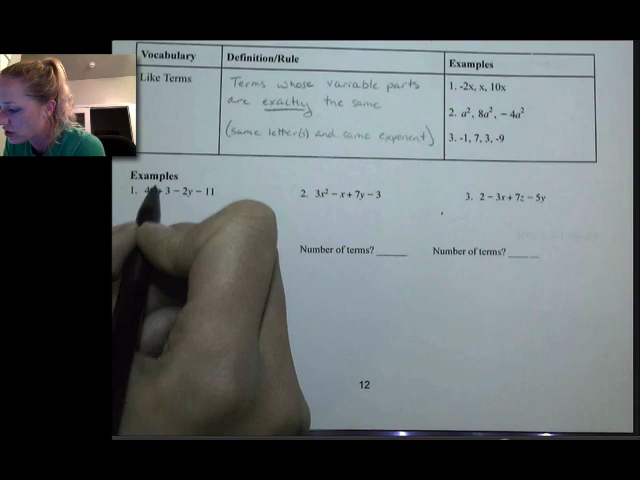 Vocabulary Definition/Rule Examples
Like Terms
Terms whose variable parts
are exactly the same
(same letter(s) and same exponent)
1. -2x, x, 10x
2. a², 8a², – 4a²
3. -1, 7, 3, -9
Examples
1. + 3 – 2y – 11
2. 3x² – x + 7y – 3
3. 2 – 3x + 7z – 5y
Number of terms? ______
Number of terms? ______
12